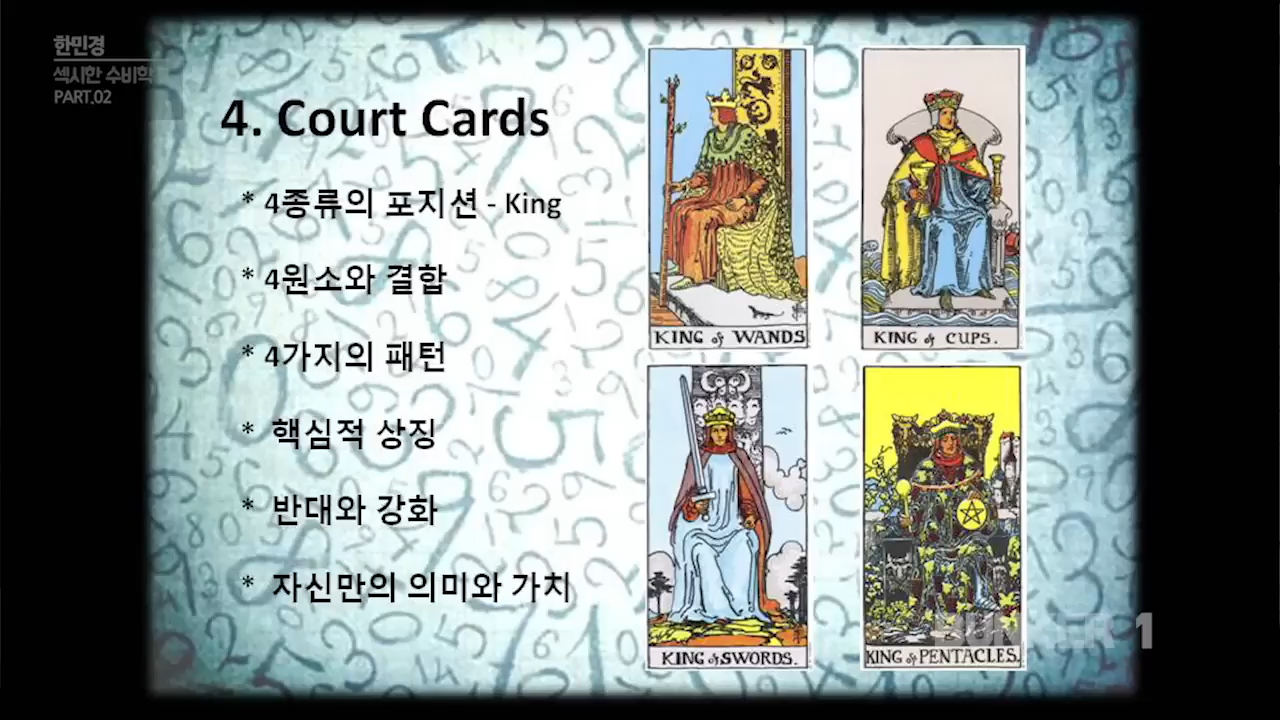 한민경
섹시한 수비학
PART.02
4. Court Cards
* 4종류의 포지션 - King
* 4원소와 결합
* 4가지의 패턴
* 핵심적 상징
* 반대와 강화
* 자신만의 의미와 가치
KING of WANDS
KING of CUPS.
KING of SWORDS.
KING of PENTACLES.
BUNKER 1